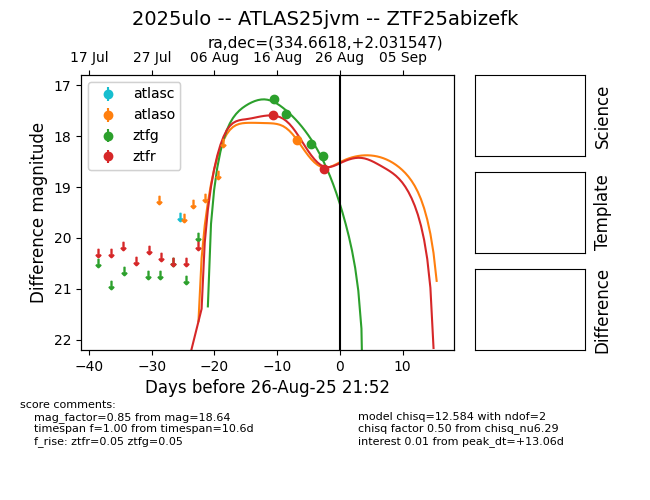 2025ulo -- ATLAS25jvm -- ZTF25abizefk
ra,dec=(334.6618,+2.031547)
17 Jul 27 Jul 06 Aug 16 Aug 26 Aug 05 Sep
17
18
19
20
21
22
Difference magnitude
atlasc
atlaso
ztfg
ztfr
−40 −30 −20 −10 0 10
Days before 26-Aug-25 21:52
Science
Template
Difference
score comments:
mag_factor=0.85 from mag=18.64
timespan f=1.00 from timespan=10.6d
f_rise: ztfr=0.05 ztfg=0.05
model chisq=12.584 with ndof=2
chisq factor 0.50 from chisq_nu6.29
interest 0.01 from peak_dt=+13.06d